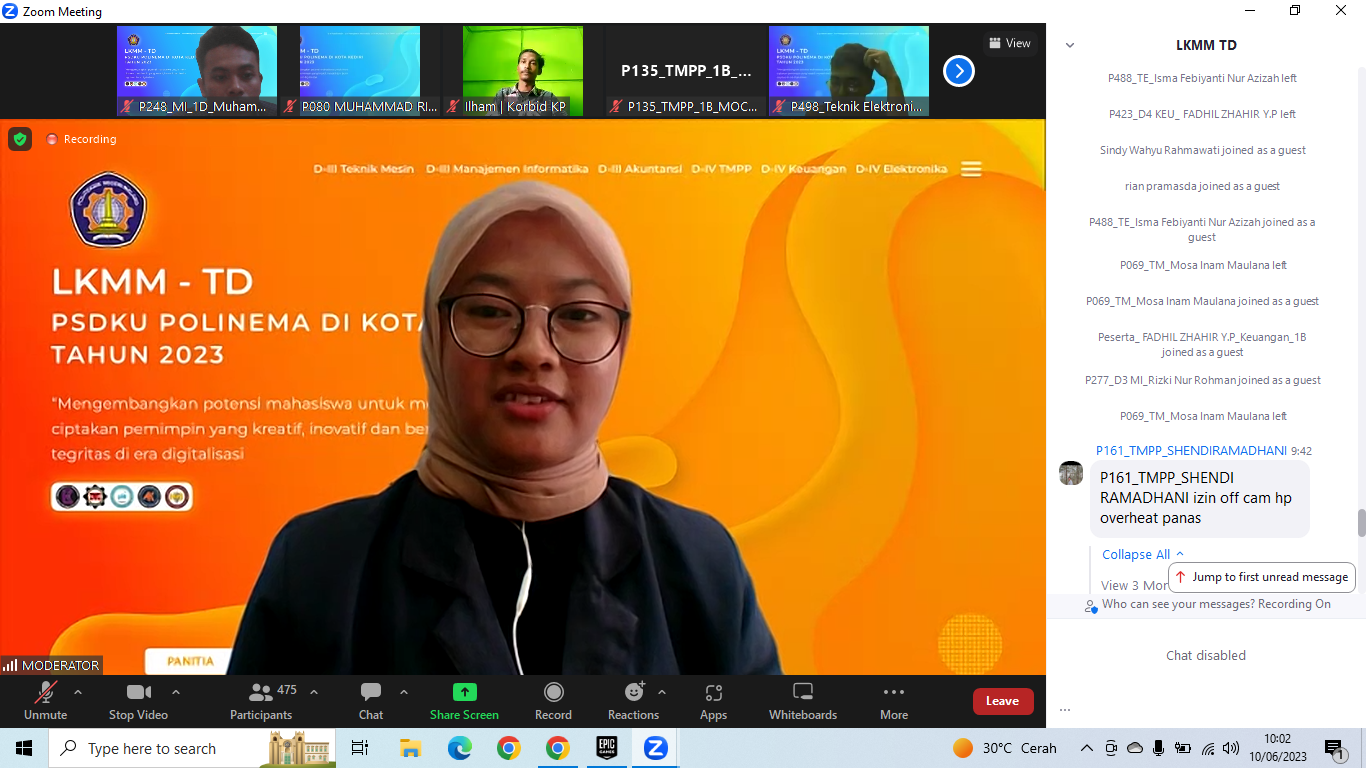 Zoom Meeting
P248_MI_1D_Muham...
P080 MUHAMMAD RI...
Ilham | Korbid KP
P135_TMPP_1B_...
P135_TMPP_1B_MOC...
P498_Teknik Elektroni...
View
Recording
D-III Teknik Mesin D-III Manajemen Informatika D-III Akuntansi D-IV TMPP D-IV Keuangan D-IV Elektronika
LKMM - TD
PSDKU POLINEMA DI KOTA
TAHUN 2023
"Mengembangkan potensi mahasiswa untuk
ciptakan pemimpin yang kreatif, inovatif dan
tegritas di era digitalisasi
PANITIA
MODERATOR
LKMM TD
P488_TE_Isma Febiyanti Nur Azizah left
P423_D4 KEU_ FADHIL ZHAHIR Y.P left
Sindy Wahyu Rahmawati joined as a guest
rian pramasda joined as a guest
P488_TE_Isma Febiyanti Nur Azizah joined as a
guest
P069_TM_Mosa Inam Maulana left
P069_TM_Mosa Inam Maulana joined as a guest
Peserta_ FADHIL ZHAHIR Y.P_Keuangan_1B
joined as a guest
P277_D3 MI_Rizki Nur Rohman joined as a guest
P069_TM_Mosa Inam Maulana left
P161_TMPP_SHENDIRAMADHANI 9:42
P161_TMPP_SHENDI
RAMADHANI izin off cam hp
overheat panas
Collapse All
View 3 Mor
Jump to first unread message
Who can see your messages? Recording On
Chat disabled
...
475
Unmute Stop Video Participants Chat Share Screen Record Reactions Apps Whiteboards More Leave
Type here to search
EPIC GAMES
30°C Cerah
10:02
10/06/2023
1